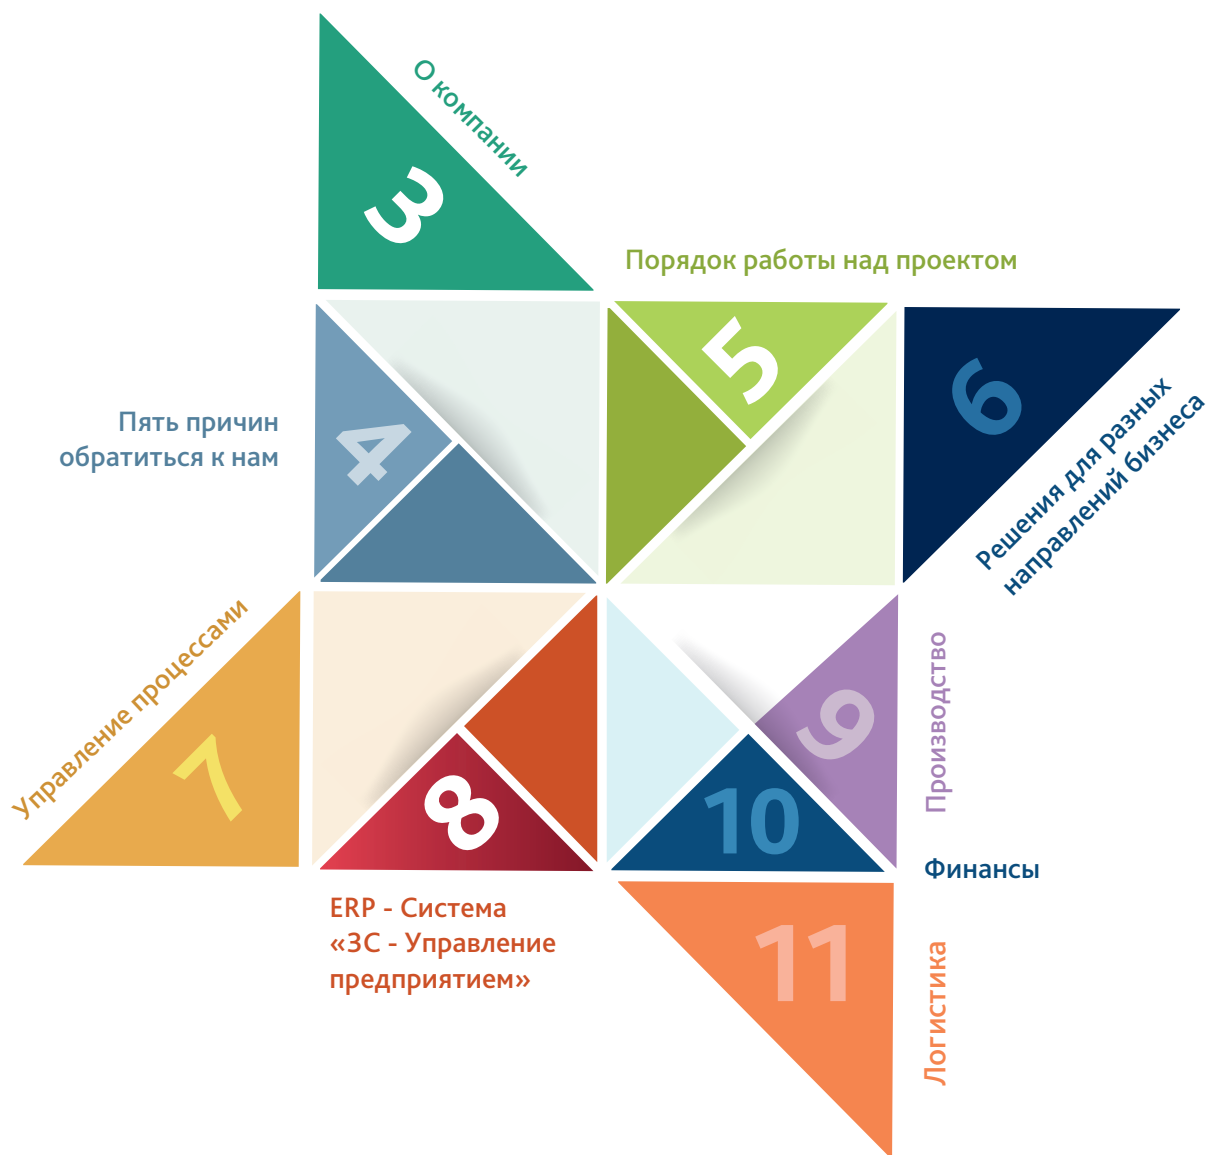 О компании
3
Порядок работы над проектом
5
6
Решения для разных
направлений бизнеса
Пять причин
обратиться к нам
4
Управление процессами
7
8
ERP - Система
«3С - Управление
предприятием»
9
Производство
10
Финансы
11
Логистика